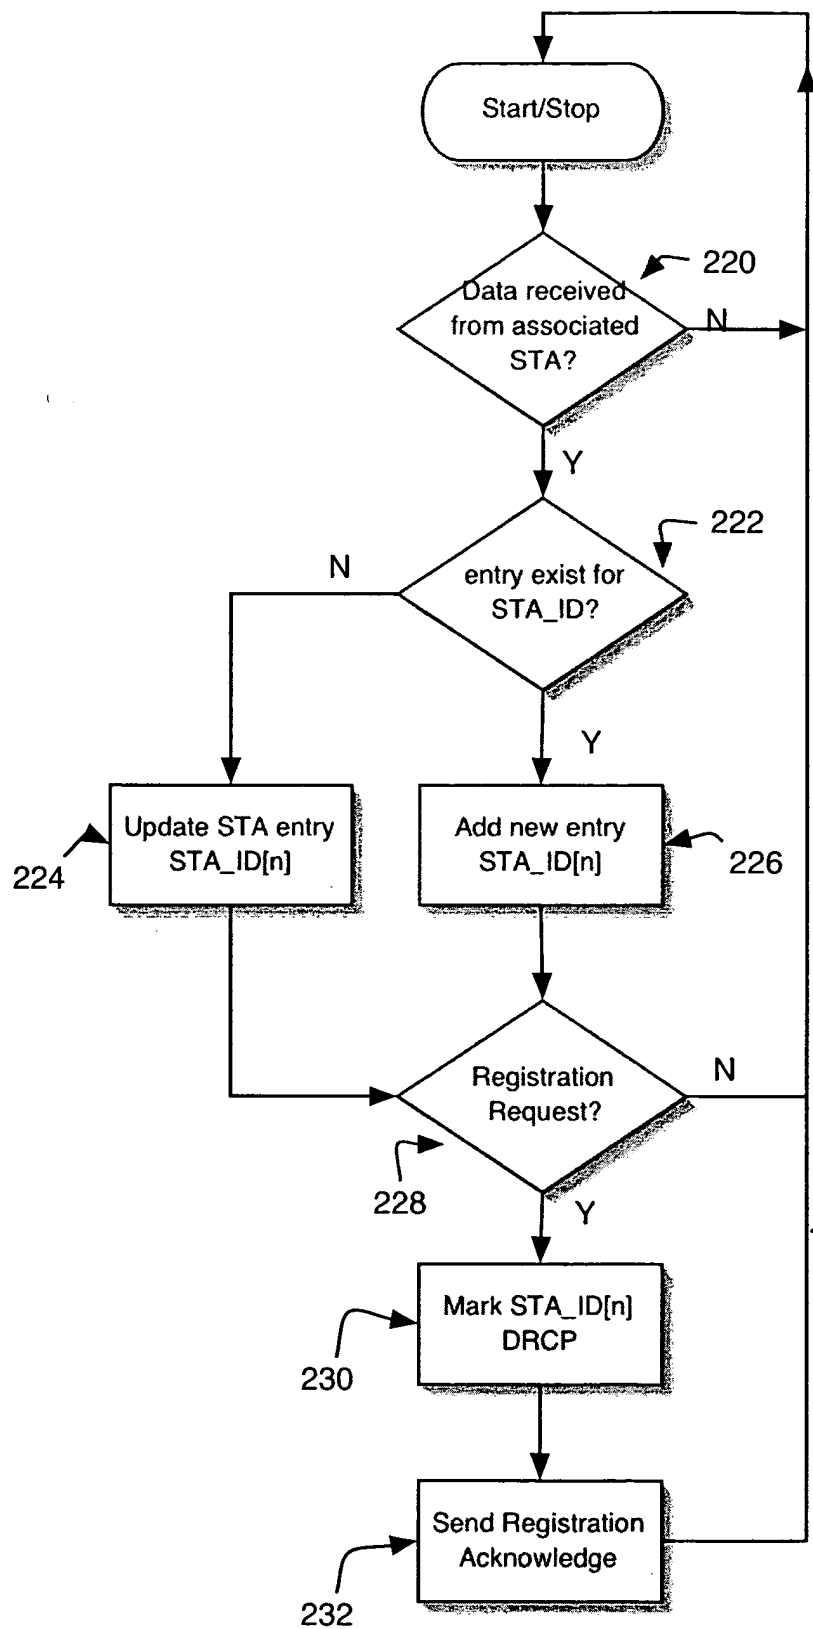 Start/Stop
220
Data received
from associated
STA?
N
Y
222
entry exist for
STA_ID?
N
Y
Update STA entry
STA_ID[n]
224
Add new entry
STA_ID[n]
226
Registration
Request?
N
228
Y
Mark STA_ID[n]
DRCP
230
Send Registration
Acknowledge
232